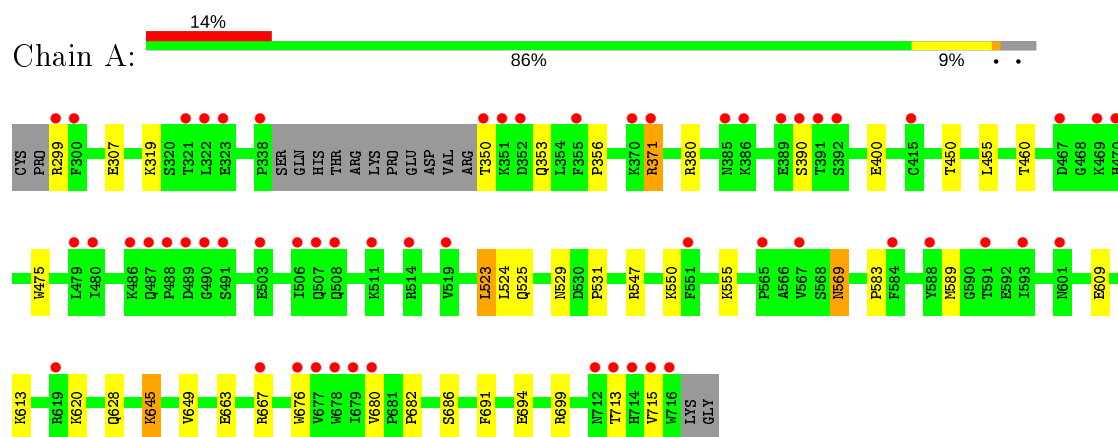 14%
Chain A:
86% 9% • •
CYS PRO R299 F300 E307 K319 S320 T321 L322 E323 P338 SER GLN HIS THR ARG LYS PRO GLU ASP VAL ARG T350 K351 D352 Q353 L354 F355 P356 K370 R371 R380 N385 K386 E389 S390 T391 S392 E400 C415 T450 L455 T460 D467 G468 K469 H470
W475 L479 I480 K486 Q487 P488 D489 G490 S491 E503 I506 Q507 Q508 K511 R514 V519 L523 L524 Q525 N529 D530 P531 R547 K550 F551 K555 P565 A566 V567 S568 N569 P583 F584 Y588 M589 G590 T591 E592 I593 N601 E609
K613 R619 K620 Q628 K645 V649 E663 R667 W676 V677 W678 I679 V680 P681 P682 S686 F691 E694 R699 N712 T713 H714 V715 W716 LYS GLY